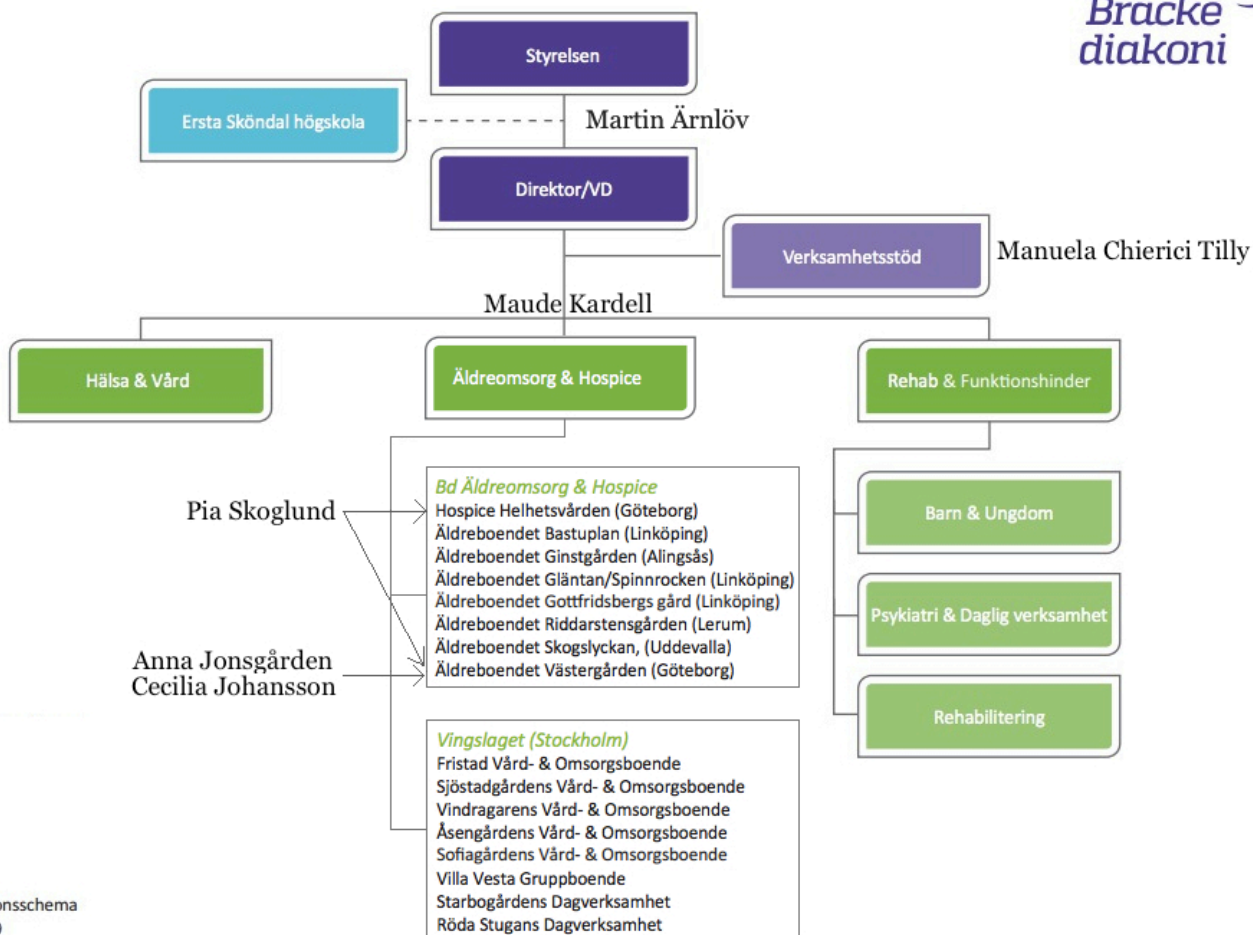 Bräcke
diakoni
Styrelsen
Ersta Sköndal högskola
Martin Ärnlöv
Direktor/VD
Verksamhetsstöd
Manuela Chierici Tilly
Maude Kardell
Hälsa & Vård
Äldreomsorg & Hospice
Rehab & Funktionshinder
Pia Skoglund
Bd Äldreomsorg & Hospice
Hospice Helhetsvården (Göteborg)
Äldreboendet Bastuplan (Linköping)
Äldreboendet Ginstgården (Alingsås)
Äldreboendet Gläntan/Spinnrocken (Linköping)
Äldreboendet Gottfridsbergs gård (Linköping)
Äldreboendet Riddarstensgården (Lerum)
Äldreboendet Skogslyckan, (Uddevalla)
Äldreboendet Västergården (Göteborg)
Anna Jonsgården
Cecilia Johansson
Barn & Ungdom
Psykiatri & Daglig verksamhet
Rehabilitering
Vingslaget (Stockholm)
Fristad Vård- & Omsorgsboende
Sjöstadgårdens Vård- & Omsorgsboende
Vindragarens Vård- & Omsorgsboende
Åsengårdens Vård- & Omsorgsboende
Sofiagårdens Vård- & Omsorgsboende
Villa Vesta Gruppboende
Starbogårdens Dagverksamhet
Röda Stugans Dagverksamhet
onsschema